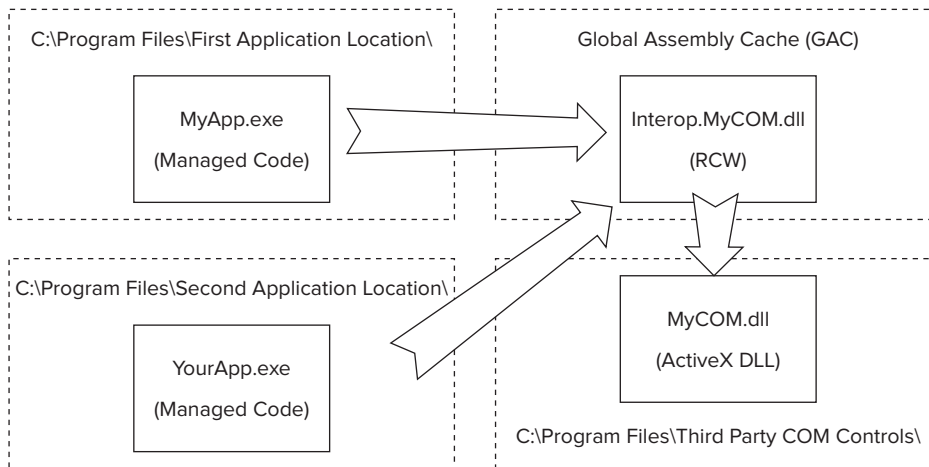 C:\Program Files\First Application Location\
MyApp.exe
(Managed Code)
Global Assembly Cache (GAC)
Interop.MyCOM.dll
(RCW)
C:\Program Files\Second Application Location\
YourApp.exe
(Managed Code)
MyCOM.dll
(ActiveX DLL)
C:\Program Files\Third Party COM Controls\